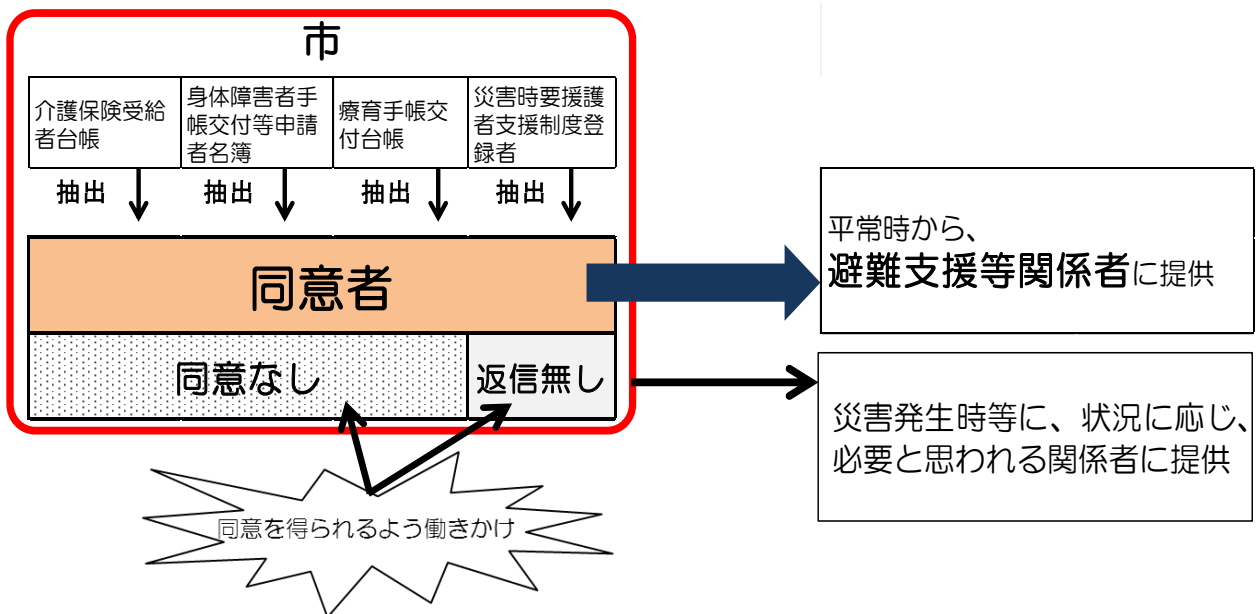 市
介護保険受給
者台帳
身体障害者手
帳交付等申請
者名簿
療育手帳交
付台帳
災害時要援護
者支援制度登
録者
抽出
抽出
抽出
抽出
同意者
同意なし
返信無し
平常時から、
避難支援等関係者に提供
災害発生時等に、状況に応じ、
必要と思われる関係者に提供
同意を得られるよう働きかけ